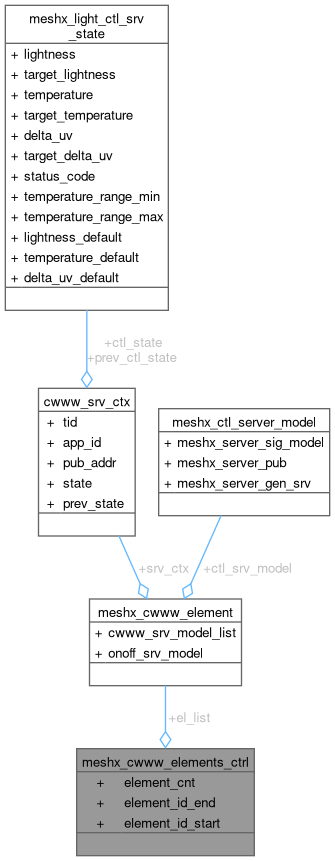 meshx_light_ctl_srv
_state
+ lightness
+ target_lightness
+ temperature
+ target_temperature
+ delta_uv
+ target_delta_uv
+ status_code
+ temperature_range_min
+ temperature_range_max
+ lightness_default
+ temperature_default
+ delta_uv_default
+ctl_state
+prev_ctl_state
cwww_srv_ctx
+ tid
+ app_id
+ pub_addr
+ state
+ prev_state
meshx_ctl_server_model
+ meshx_server_sig_model
+ meshx_server_pub
+ meshx_server_gen_srv
+srv_ctx
+ctl_srv_model
meshx_cwww_element
+ cwww_srv_model_list
+ onoff_srv_model
+el_list
meshx_cwww_elements_ctrl
+ element_cnt
+ element_id_end
+ element_id_start